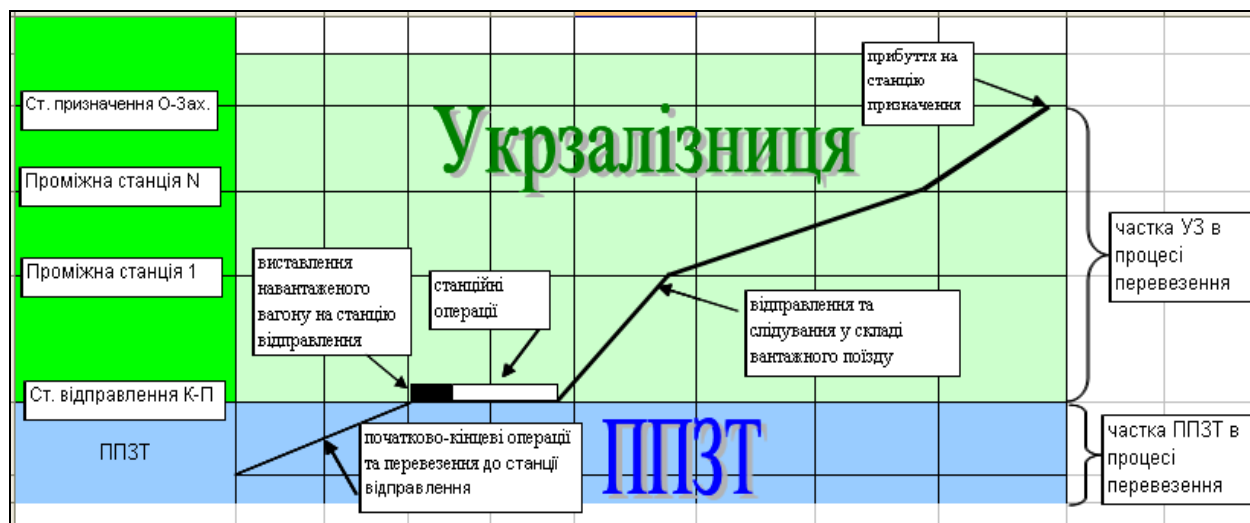 прибуття на
станцію
призначення
Ст. призначення О-Зах.
Укрзалізниця
Проміжна станція N
частка УЗ в
процесі
перевезення
виставлення
навантаженого
вагону на станцію
відправлення
Проміжна станція 1
станційні
операції
відправлення та
слідування у складі
вантажного поїзду
Ст. відправлення К-П
ППЗТ
початково-кінцеві операції
та перевезення до станції
відправлення
ППЗТ
частка ППЗТ в
процесі
перевезення